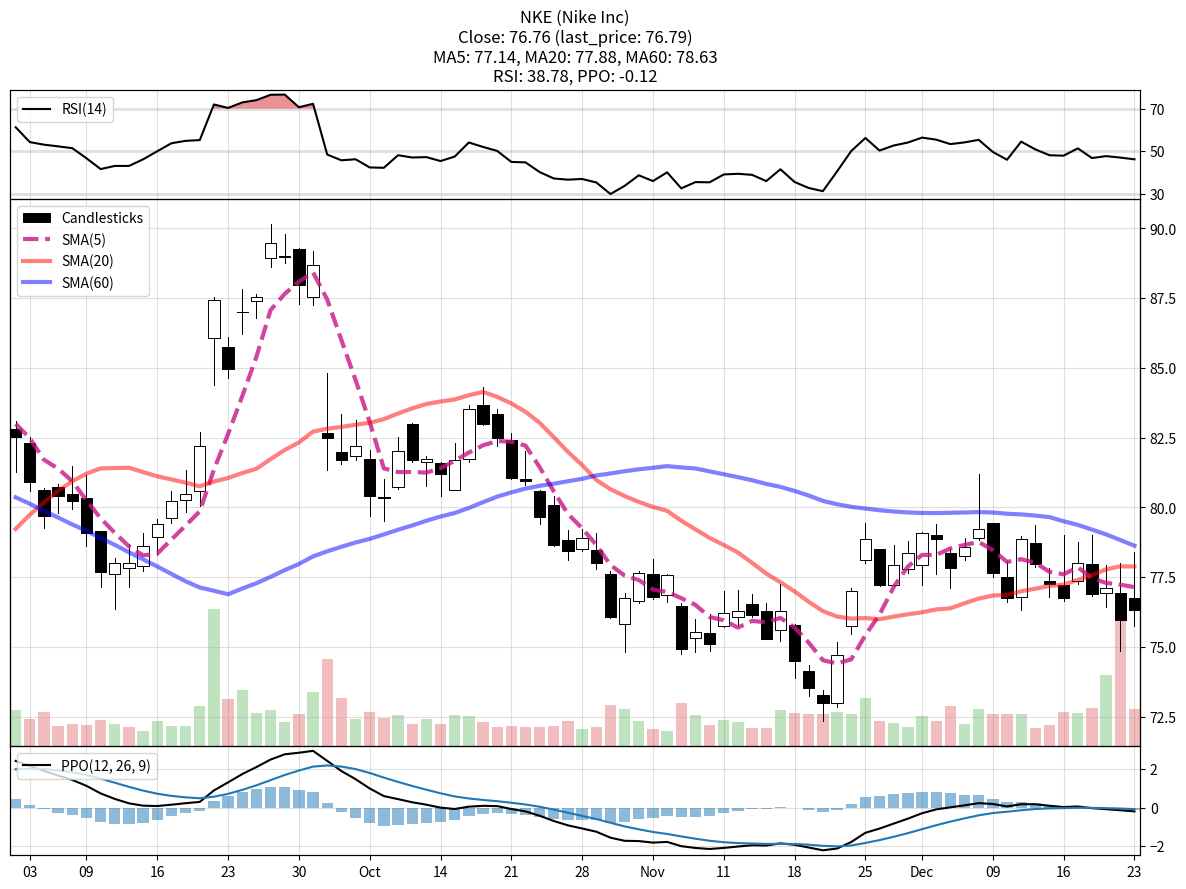 NKE (Nike Inc)
Close: 76.76 (last_price: 76.79)
MA5: 77.14, MA20: 77.88, MA60: 78.63
RSI: 38.78, PPO: -0.12
RSI(14)
70
50
30
Candlesticks
SMA(5)
SMA(20)
SMA(60)
90.0
87.5
85.0
82.5
80.0
77.5
75.0
72.5
PPO(12, 26, 9)
2
0
−2
03 09 16 23 30 Oct 14 21 28 Nov 11 18 25 Dec 09 16 23